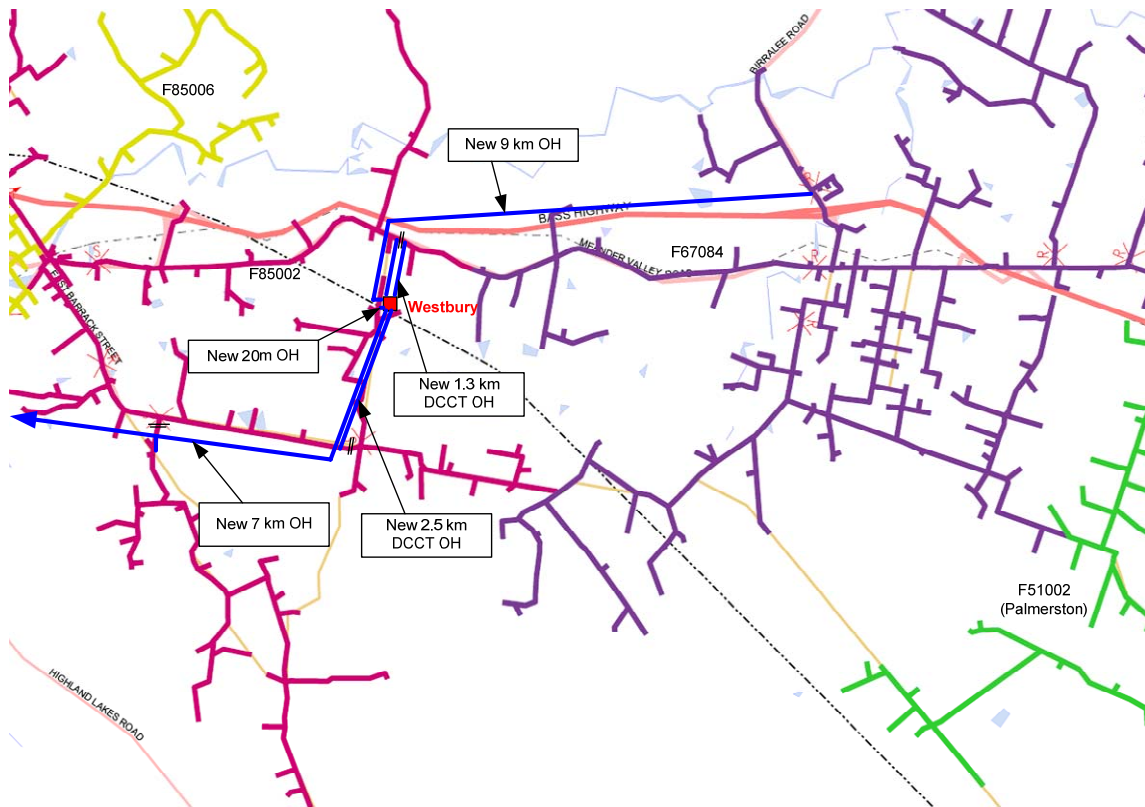 BIRRALEE ROAD
F85006
New 9 km OH
BASS HIGHWAY
MEANDER VALLEY ROAD
F67084
F85002
EAST BARRACK STREET
S
R
R
R
R
R
Westbury
New 20m OH
New 1.3 km
DCCT OH
New 7 km OH
New 2.5 km
DCCT OH
F51002
(Palmerston)
HIGHLAND LAKES ROAD